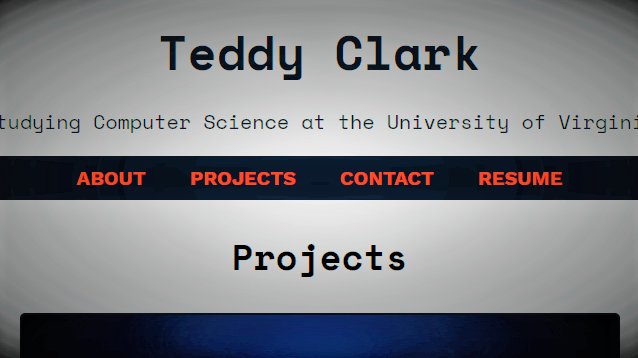 Teddy Clark
tudying Computer Science at the University of Virgini
ABOUT PROJECTS CONTACT RESUME
Projects